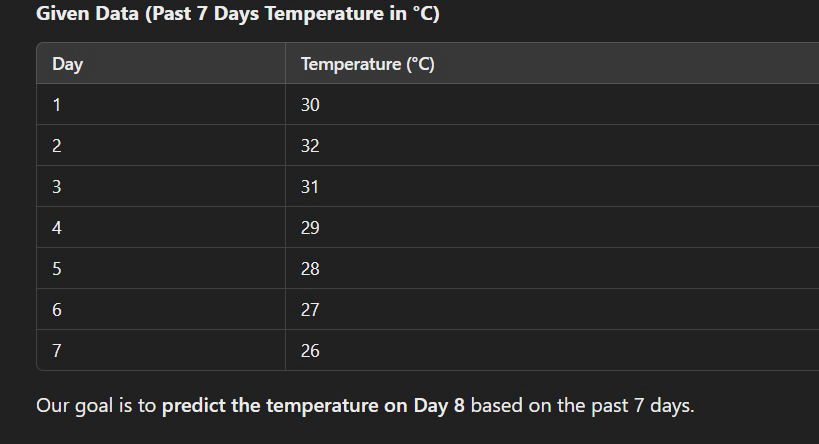 Given Data (Past 7 Days Temperature in °C)
Day Temperature (°C)
1 30
2 32
3 31
4 29
5 28
6 27
7 26
Our goal is to predict the temperature on Day 8 based on the past 7 days.